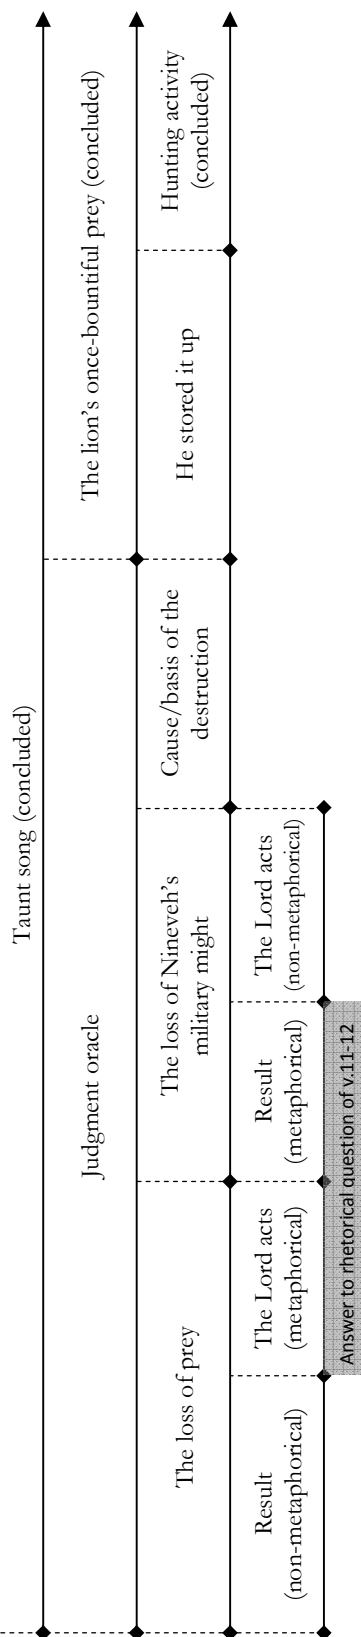 Taunt song (concluded)
The lion's once-bountiful prey (concluded)
Judgment oracle
Hunting activity
(concluded)
He stored it up
Cause/basis of the
destruction
The loss of Nineveh's
military might
The loss of prey
The Lord acts
(non-metaphorical)
Result
(metaphorical)
The Lord acts
(metaphorical)
Result
(non-metaphorical)
Answer to rhetorical question of v.11-12